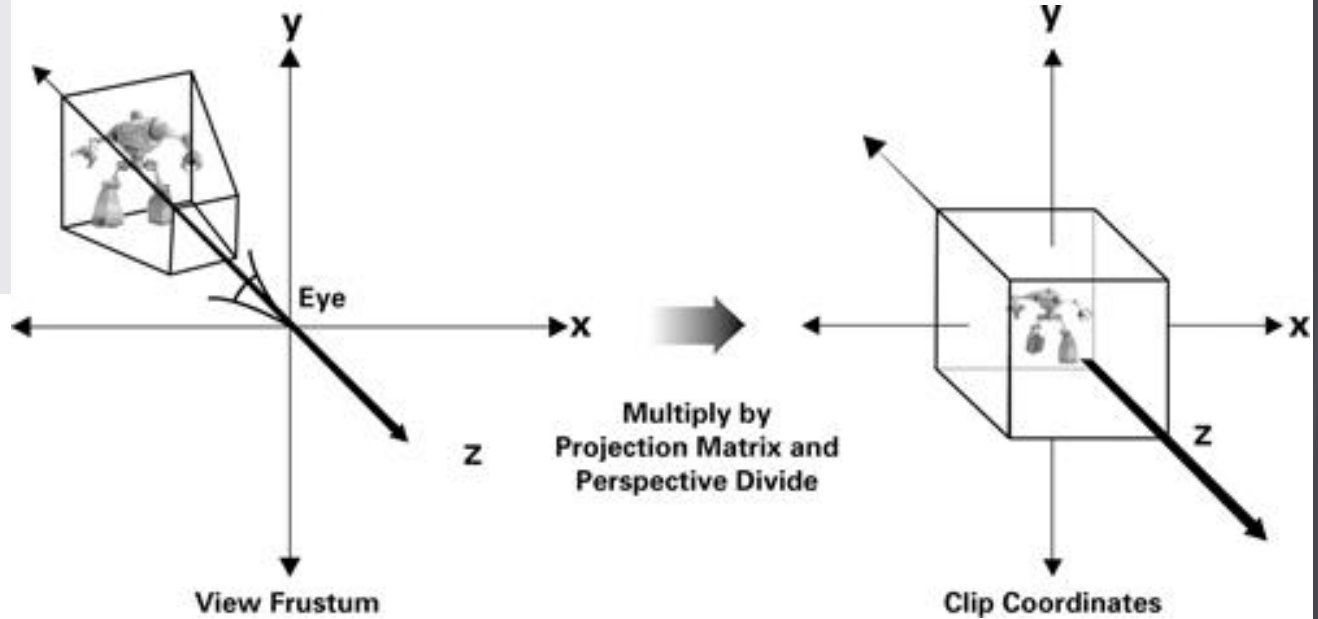 y
Eye
x
z
View Frustum
Multiply by
Projection Matrix and
Perspective Divide
y
x
z
Clip Coordinates